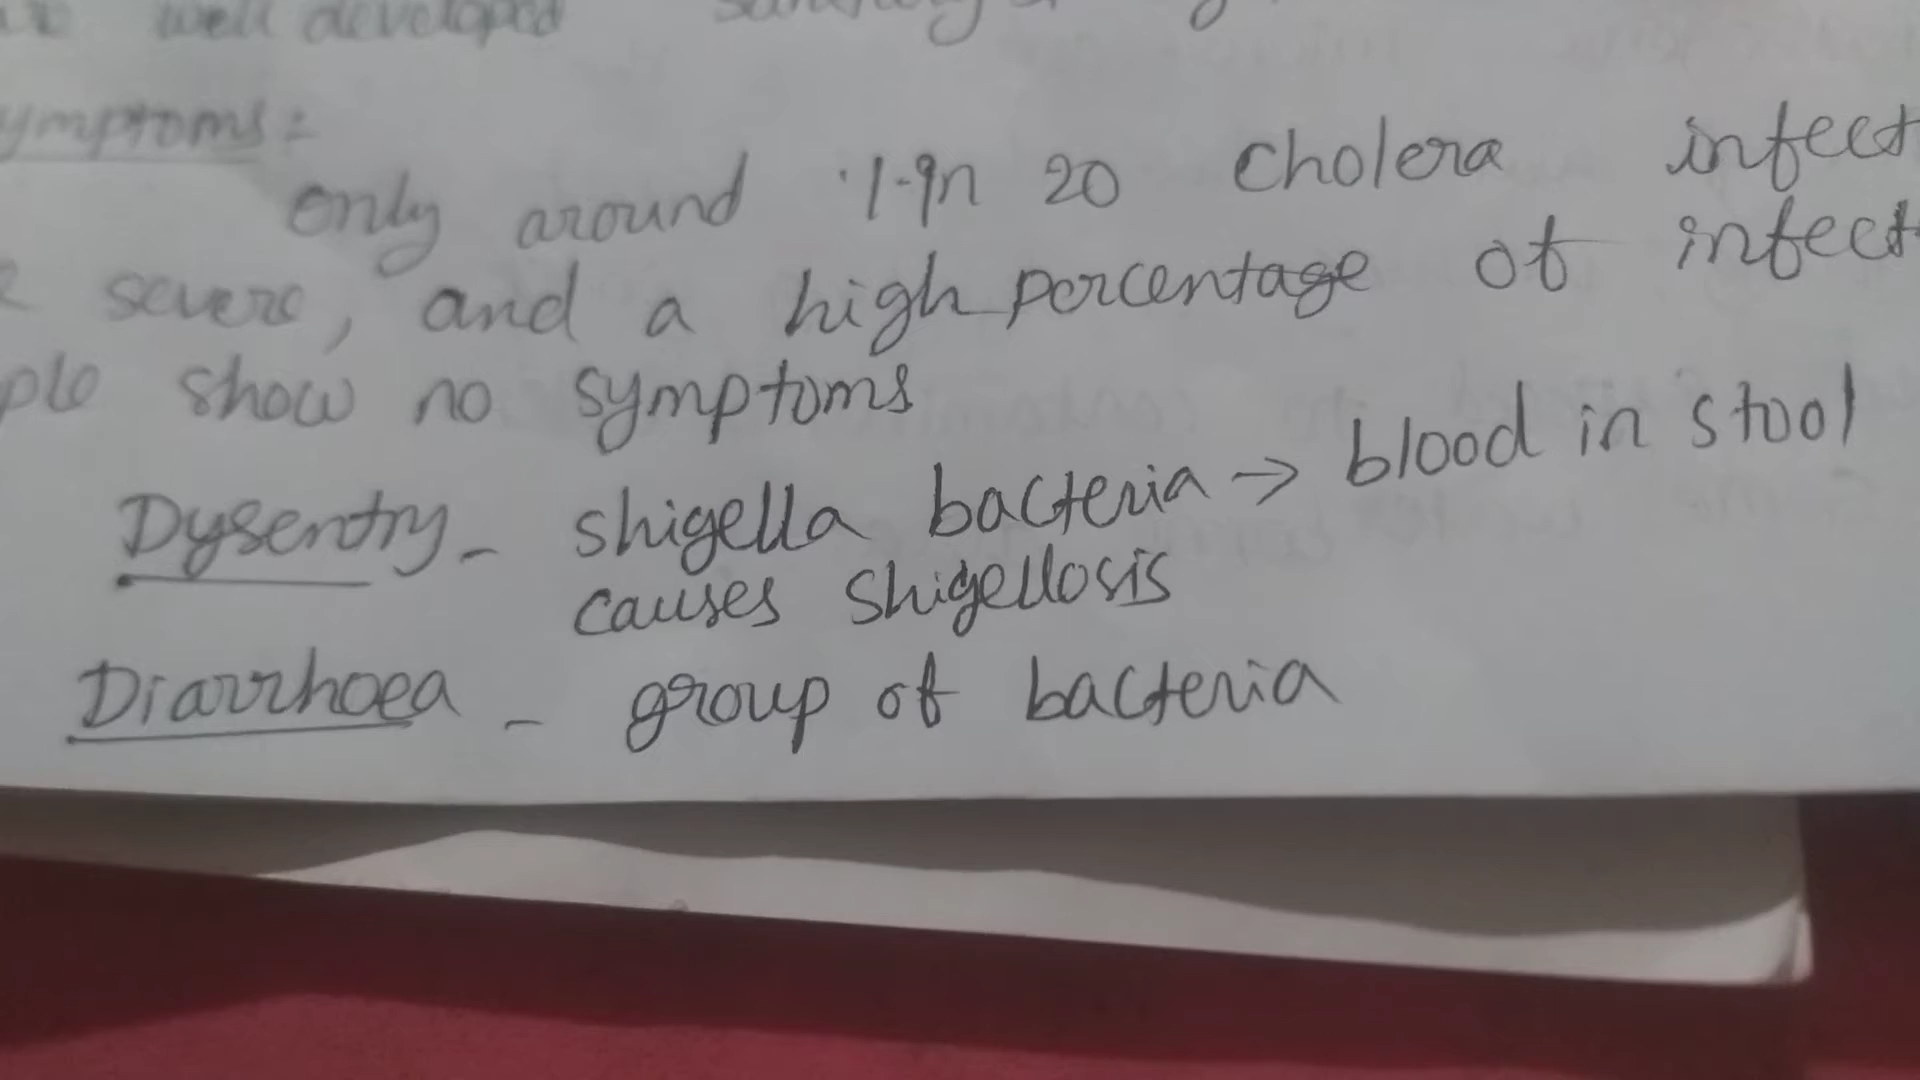 well developed
ymptoms:
only around 1 in 20 cholera infect
severe, and a high percentage of infect
ple show no symptoms
Dysentry - shigella bacteria → blood in stool
causes Shigellosis
Diarrhoea - group of bacteria